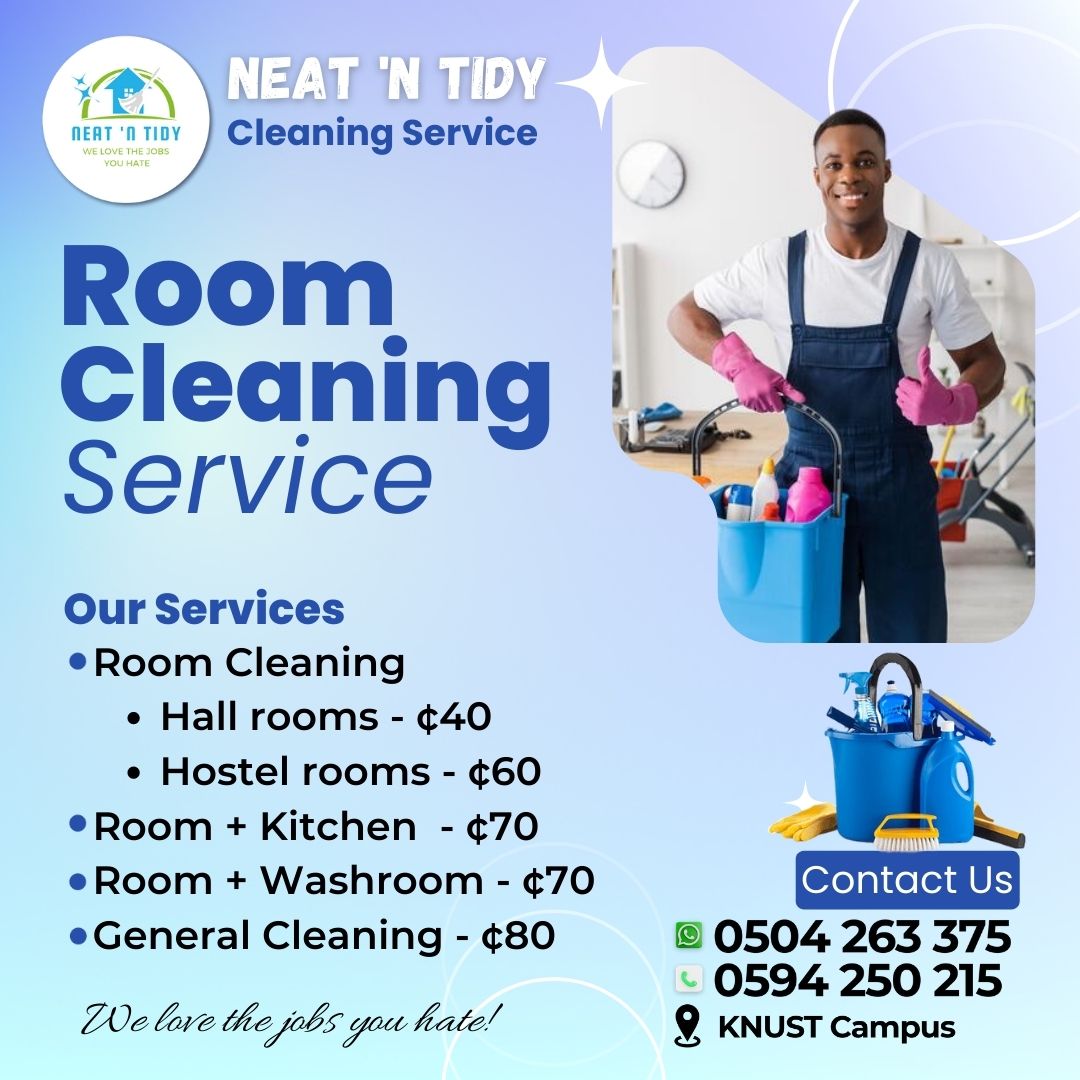 NEAT 'N TIDY
WE LOVE THE JOBS
YOU HATE
NEAT 'N TIDY
Cleaning Service
Room
Cleaning
Service
Our Services
• Room Cleaning
• Hall rooms - ¢40
• Hostel rooms - ¢60
• Room + Kitchen - ¢70
• Room + Washroom - ¢70
• General Cleaning - ¢80
We love the jobs you hate!
Contact Us
0504 263 375
0594 250 215
KNUST Campus